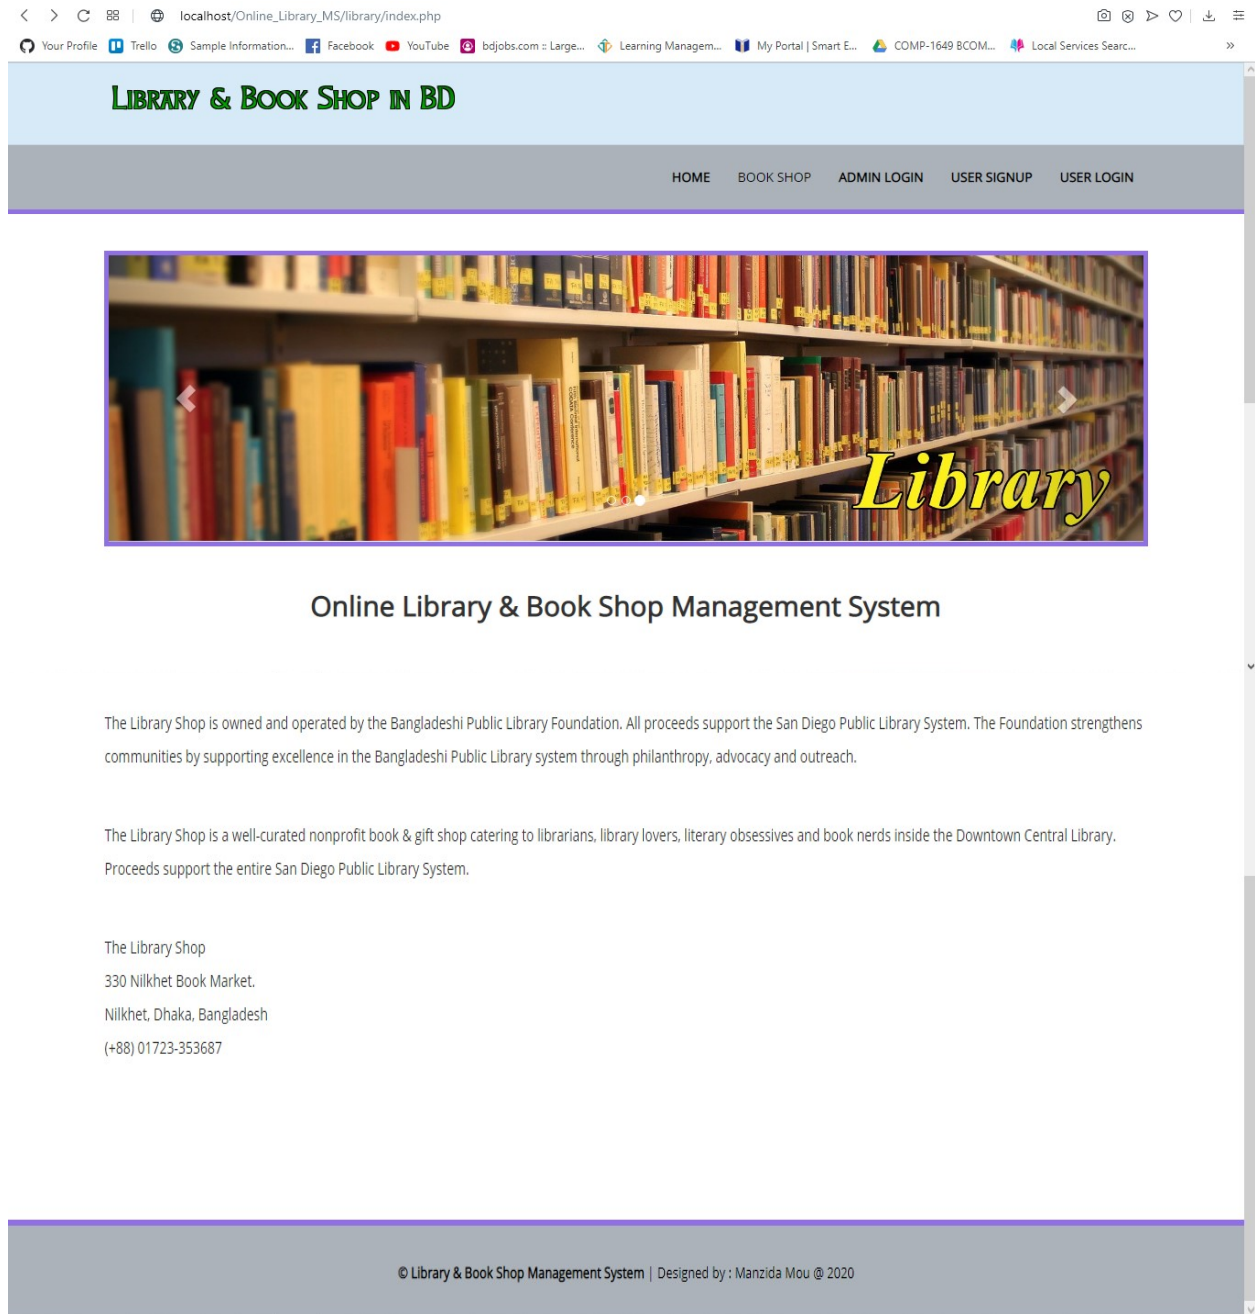 localhost/Online_Library_MS/library/index.php
Your Profile Trello Sample Information... Facebook YouTube bdjobs.com :: Large... Learning Managem... My Portal | Smart E... COMP-1649 BCOM... Local Services Searc... »
Library & Book Shop in BD
HOME BOOK SHOP ADMIN LOGIN USER SIGNUP USER LOGIN
Library
Online Library & Book Shop Management System
The Library Shop is owned and operated by the Bangladeshi Public Library Foundation. All proceeds support the San Diego Public Library System. The Foundation strengthens
communities by supporting excellence in the Bangladeshi Public Library system through philanthropy, advocacy and outreach.
The Library Shop is a well-curated nonprofit book & gift shop catering to librarians, library lovers, literary obsessives and book nerds inside the Downtown Central Library.
Proceeds support the entire San Diego Public Library System.
The Library Shop
330 Nilkhet Book Market.
Nilkhet, Dhaka, Bangladesh
(+88) 01723-353687
© Library & Book Shop Management System | Designed by : Manzida Mou @ 2020